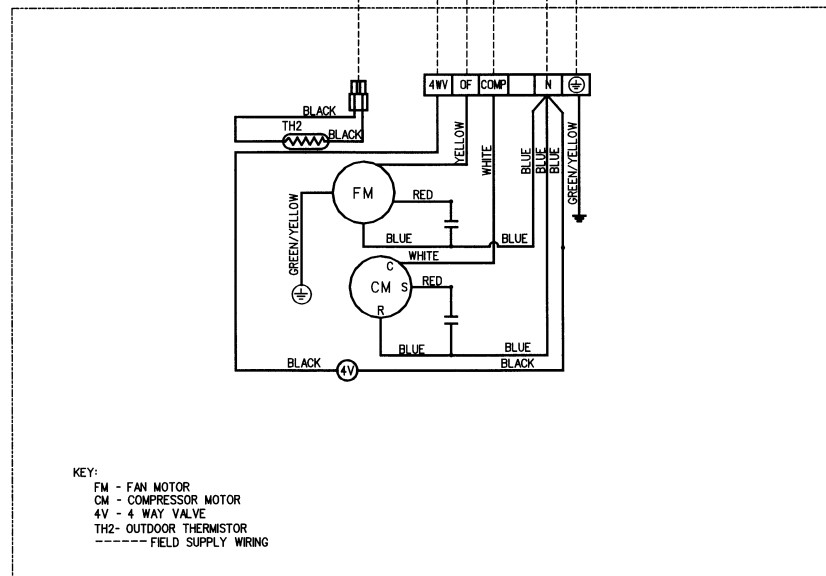 4WV OF COMP N
BLACK
TH2
BLACK
YELLOW
WHITE
BLUE
BLUE
BLUE
GREEN/YELLOW
FM
RED
GREEN/YELLOW
BLUE
BLUE
WHITE
C
CM
S
RED
R
BLUE
BLUE
BLACK
4V
BLACK
KEY:
FM - FAN MOTOR
CM - COMPRESSOR MOTOR
4V - 4 WAY VALVE
TH2- OUTDOOR THERMISTOR
------- FIELD SUPPLY WIRING